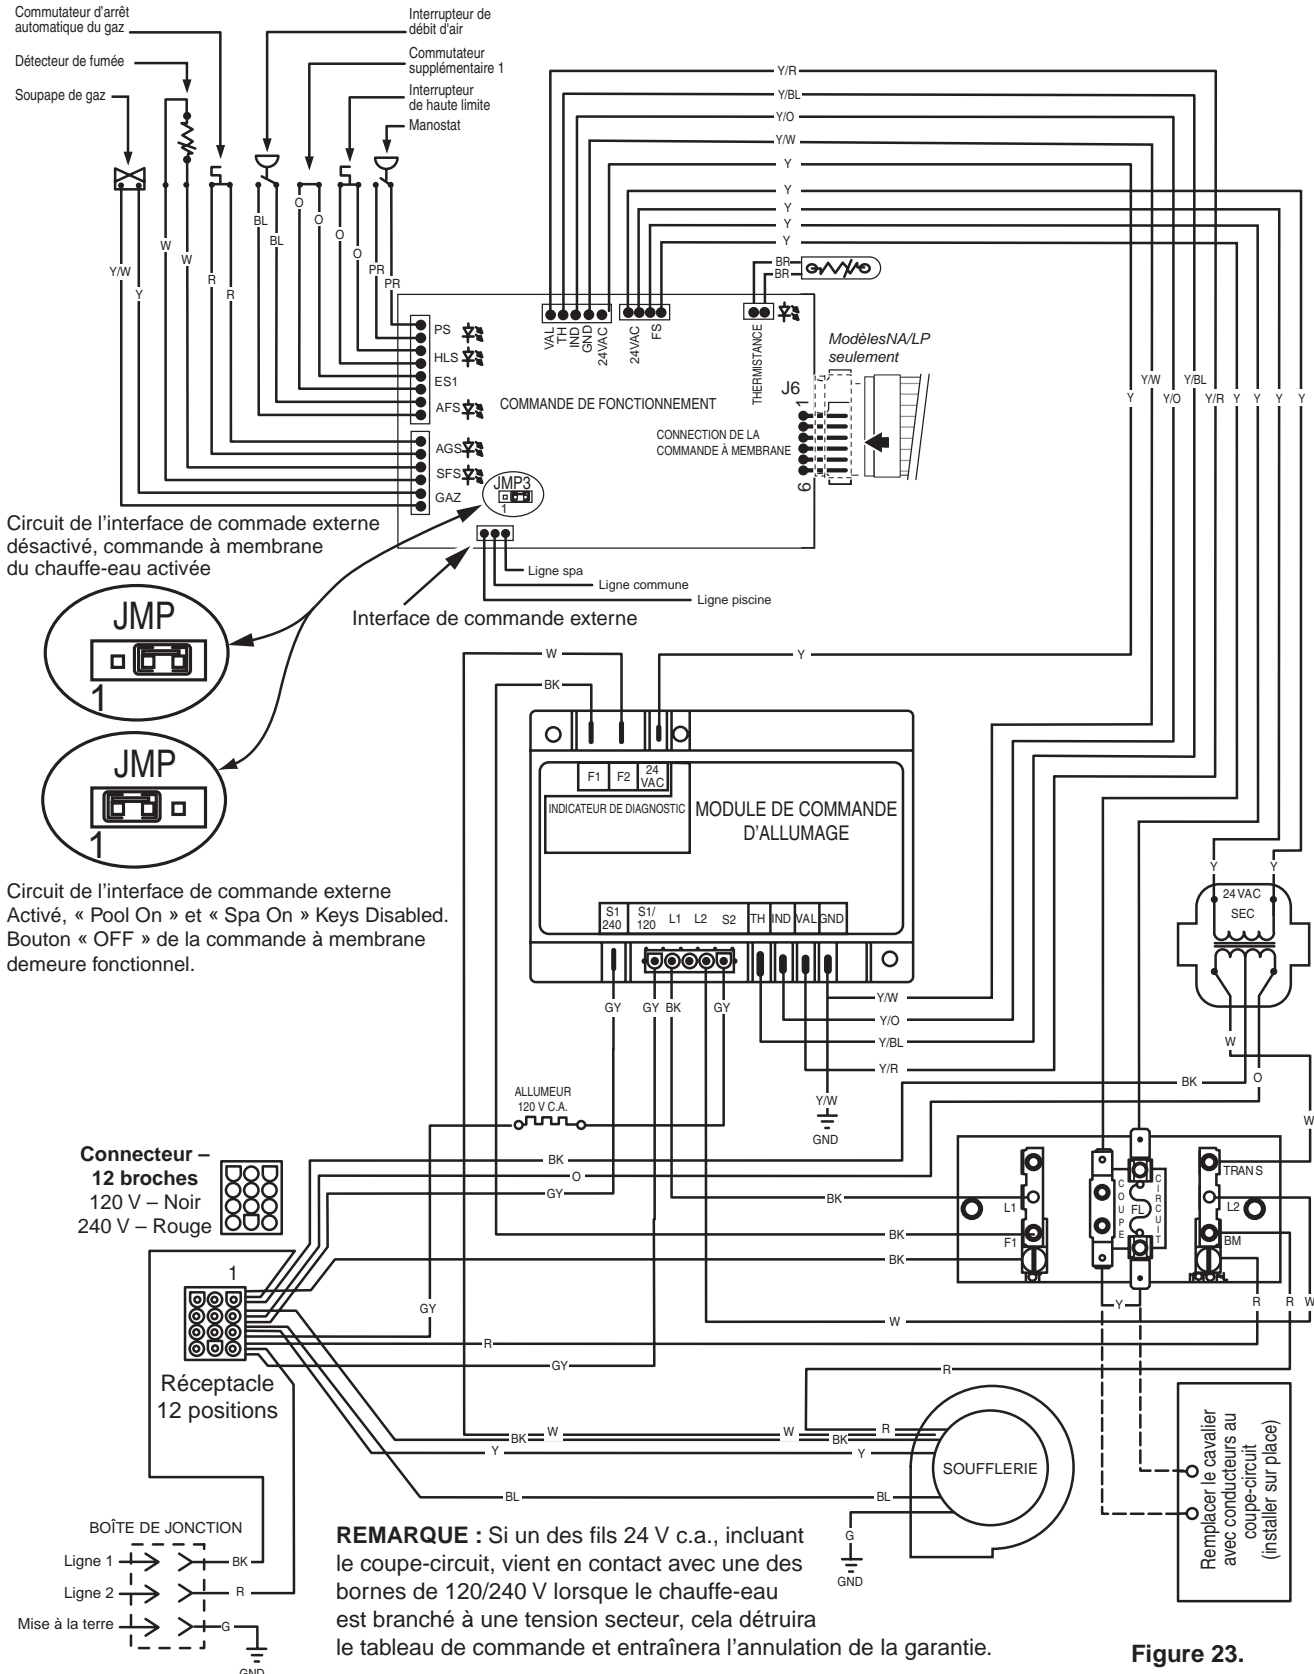 Commutateur d'arrêt
automatique du gaz
Détecteur de fumée
Soupape de gaz
Interrupteur de
débit d'air
Commutateur
supplémentaire 1
Interrupteur
de haute limite
Manostat
Y/R
Y/BL
Y/O
Y/W
Y
Y
Y
Y
Y
BR
BR
Y/W
Y
W
W
R
R
BL
BL
O
O
O
O
PR
PR
VAL
TH
IND
GND
24VAC
24VAC
FS
THERMISTANCE
ModèlesNA/LP
seulement
PS
HLS
ES1
AFS
AGS
SFS
GAZ
COMMANDE DE FONCTIONNEMENT
J6
1
6
CONNECTION DE LA
COMMANDE À MEMBRANE
JMP3
1
Y
Y/W
Y/O
Y/BL
Y/R
Y
Y
Y
Y
Circuit de l'interface de commade externe
désactivé, commande à membrane
du chauffe-eau activée
Ligne spa
Ligne commune
Ligne piscine
Interface de commande externe
JMP
1
JMP
1
Circuit de l'interface de commande externe
Activé, « Pool On » et « Spa On » Keys Disabled.
Bouton « OFF » de la commande à membrane
demeure fonctionnel.
W
Y
BK
F1
F2
24
VAC
INDICATEUR DE DIAGNOSTIC
MODULE DE COMMANDE
D'ALLUMAGE
S1
240
S1/
120
L1
L2
S2
TH
IND
VAL
GND
GY
GY
BK
GY
Y/W
Y/O
Y/BL
Y/R
Y/W
GND
Y
Y
24 VAC
SEC
W
O
BK
W
ALLUMEUR
120 V C.A.
Connecteur –
12 broches
120 V – Noir
240 V – Rouge
BK
O
GY
BK
BK
BK
L1
F1
COUPE
FL
CIRCUIT
TRANS
L2
BM
1
Réceptacle
12 positions
GY
Y
R
R
W
W
R
GY
R
R
BK
W
W
BK
Y
Y
BL
BL
SOUFFLERIE
G
GND
Remplacer le cavalier
avec conducteurs au
coupe-circuit
(installer sur place)
BOÎTE DE JONCTION
Ligne 1
BK
Ligne 2
R
Mise à la terre
G
GND
REMARQUE : Si un des fils 24 V c.a., incluant
le coupe-circuit, vient en contact avec une des
bornes de 120/240 V lorsque le chauffe-eau
est branché à une tension secteur, cela détruira
le tableau de commande et entraînera l'annulation de la garantie.
Figure 23.